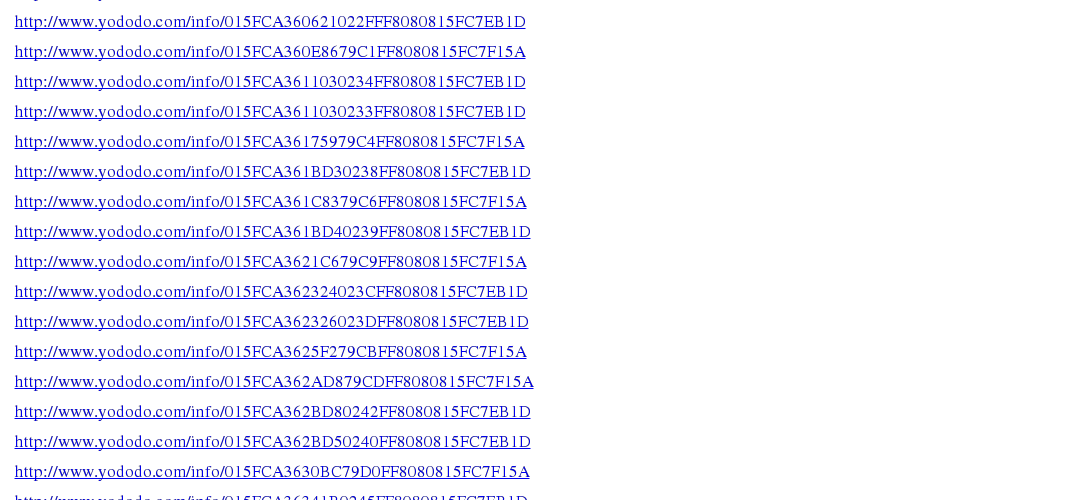 http://www.yododo.com/info/015FCA360621022FFF8080815FC7EB1D
http://www.yododo.com/info/015FCA360E8679C1FF8080815FC7F15A
http://www.yododo.com/info/015FCA3611030234FF8080815FC7EB1D
http://www.yododo.com/info/015FCA3611030233FF8080815FC7EB1D
http://www.yododo.com/info/015FCA36175979C4FF8080815FC7F15A
http://www.yododo.com/info/015FCA361BD30238FF8080815FC7EB1D
http://www.yododo.com/info/015FCA361C8379C6FF8080815FC7F15A
http://www.yododo.com/info/015FCA361BD40239FF8080815FC7EB1D
http://www.yododo.com/info/015FCA3621C679C9FF8080815FC7F15A
http://www.yododo.com/info/015FCA362324023CFF8080815FC7EB1D
http://www.yododo.com/info/015FCA362326023DFF8080815FC7EB1D
http://www.yododo.com/info/015FCA3625F279CBFF8080815FC7F15A
http://www.yododo.com/info/015FCA362AD879CDFF8080815FC7F15A
http://www.yododo.com/info/015FCA362BD80242FF8080815FC7EB1D
http://www.yododo.com/info/015FCA362BD50240FF8080815FC7EB1D
http://www.yododo.com/info/015FCA3630BC79D0FF8080815FC7F15A